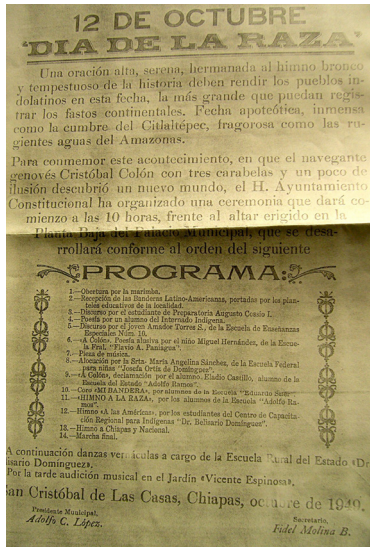 12 DE OCTUBRE
'DIA DE LA RAZA'
Una oración alta, serena, hermanada al himno bronco
y tempestuoso de la historia deben rendir los pueblos in-
dolatinos en esta fecha, la más grande que puedan regis-
trar los fastos continentales. Fecha apoteótica, inmensa
como la cumbre del Citlaltépec, fragorosa como las ru-
gientes aguas del Amazonas.
Para conmemor este acontecimiento, en que el navegante
genovés Cristóbal Colón con tres carabelas y un poco de
ilusión descubrió un nuevo mundo, el H. Ayuntamiento
Constitucional ha organizado una ceremonia que dará co-
mienzo a las 10 horas, frente al altar erigido en la
Planta Baja del Palacio Municipal, que se desa-
rrollará conforme al orden del siguiente
PROGRAMA:
1.—Obertura por la marimba.
2.—Recepción de las Banderas Latino-Americana, portadas por los plan-
teles educativos de la localidad.
3.—Discurso por el estudiante de Preparatoria Augusto Cossio L.
4.—Poesía por un alumno del Internado Indígena.
5.—Discurso por el joven Amador Torres S., de la Escuela de Enseñanzas
Especiales Núm. 10.
6.—«A Colón». Poesía alusiva por el niño Miguel Hernández, de la Escue-
la Fral. "Flavio A. Paniagua".
7.—Pieza de música.
8.—Alocución por la Srta. María Angelina Sánchez, de la Escuela Federal
para niñas "Josefa Ortíz de Domínguez".
9.—«A Colón», declamación por el alumno. Eladio Castillo, alumno de la
Escuela del Estado "Adolfo Ramos".
10.—Coro «MI BANDERA», por alumnos de la Escuela "Eduardo
11.—«HIMNO A LA RAZA», por los alumnos de la Escuela "Adolfo Ra-
mos".
12.—Himno «A las Américas», por los estudiantes del Centro de Capacita-
ción Regional para Indígenas "Dr. Belisario Domínguez".
13.—Himno a Chiapas y Nacional.
14.—Marcha final.
A continuación danzas vernáculas a cargo de la Escuela Rural del Estado «Dr
lisario Domínguez».
Por la tarde audición musical en el Jardín «Vicente Espinosa».
San Cristóbal de Las Casas, Chiapas, octubre de 1940.
Presidente Municipal,
Adolfo C. López.
Secretario,
Fidel Molina B.